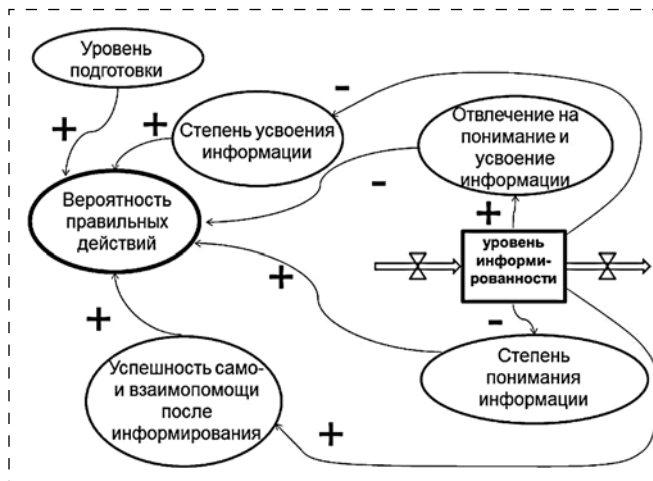 Уровень
подготовки
+
-
Степень усвоения
информации
+
Отвлечение на
понимание и
усвоение
информации
-
+
Вероятность
правильных
действий
уровень
информи-
рованности
+
-
+
Степень
понимания
информации
Успешность само-
и взаимопомощи
после
информирования
+